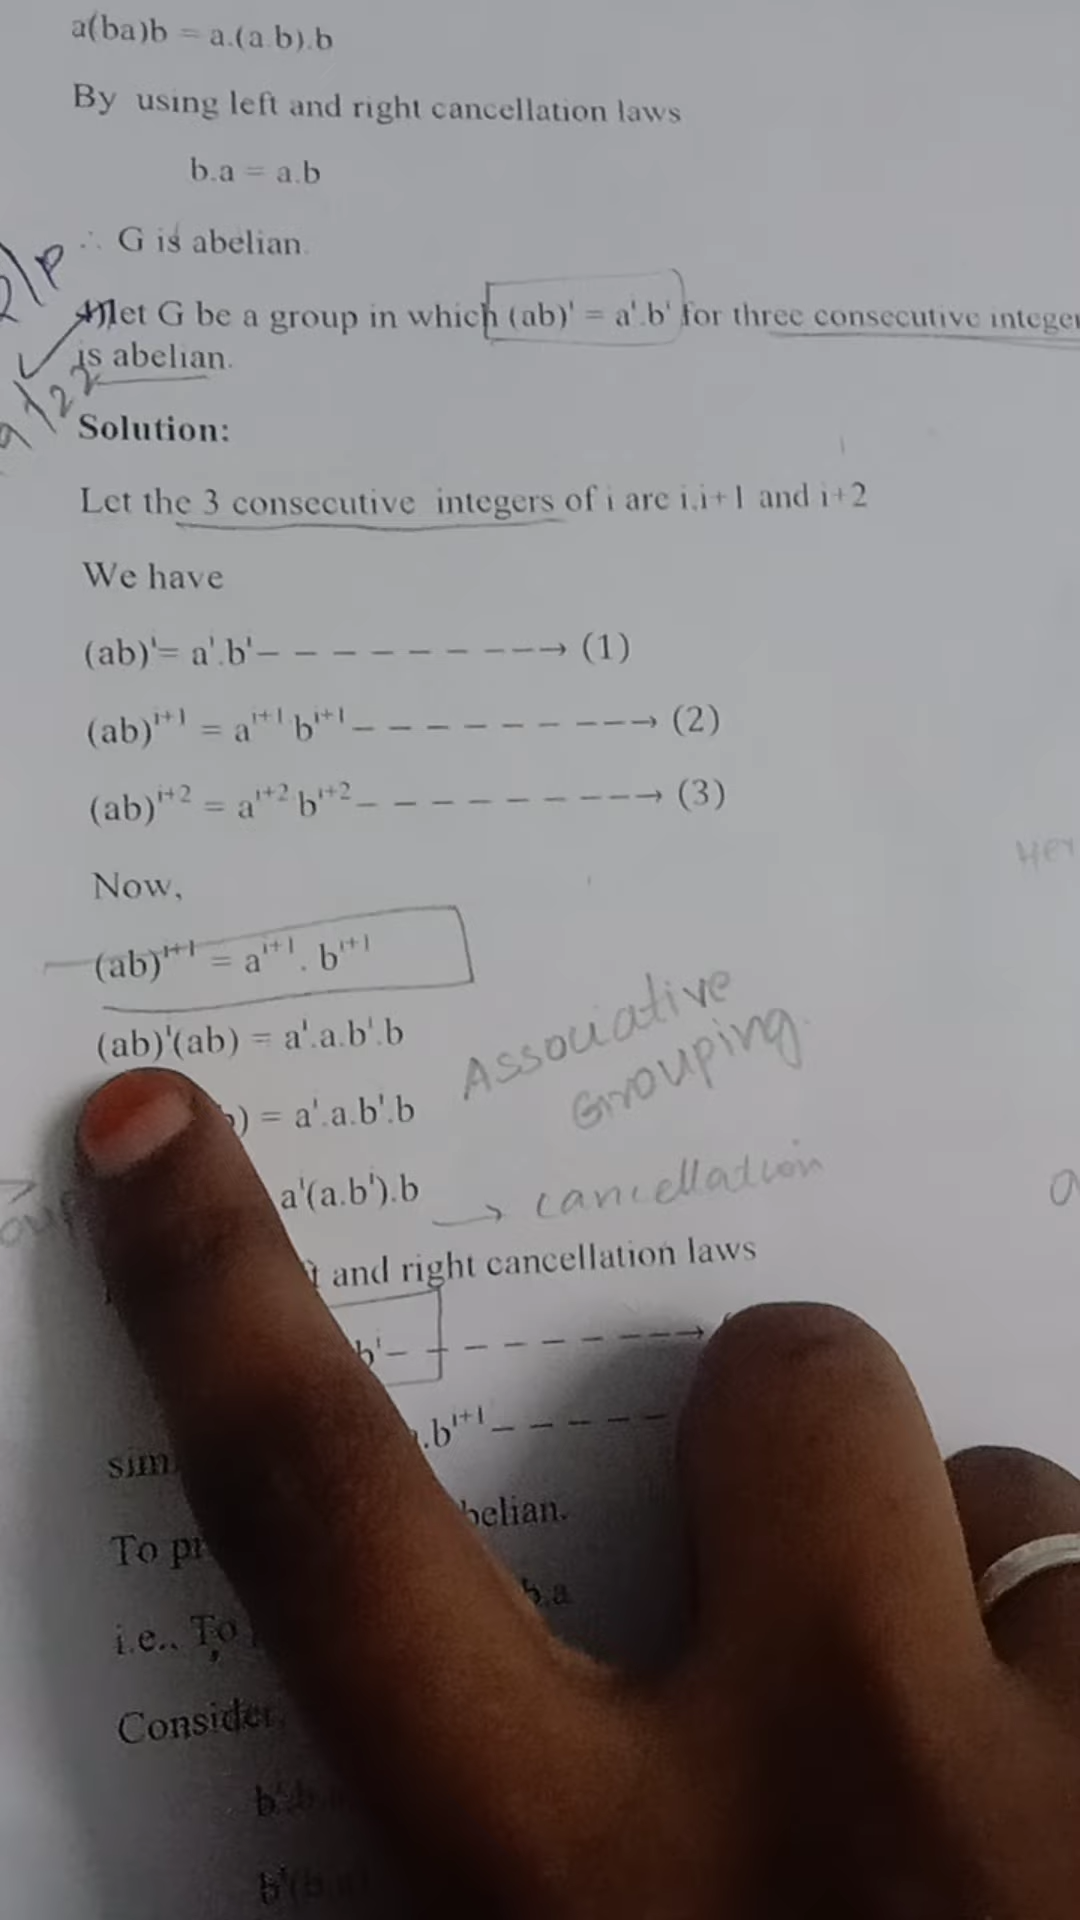 a(ba)b = a.(a.b).b
By using left and right cancellation laws
b.a = a.b
∴ G is abelian.
4) let G be a group in which (ab)ⁱ = aⁱ.bⁱ for three consecutive
is abelian.
Solution:
Let the 3 consecutive integers of i are i,i+1 and i+2
We have
(ab)ⁱ= aⁱ.bⁱ– – – – – – – – – –→ (1)
(ab)ⁱ⁺¹ = aⁱ⁺¹.bⁱ⁺¹– – – – – – – – – –→ (2)
(ab)ⁱ⁺² = aⁱ⁺².bⁱ⁺²– – – – – – – – – –→ (3)
Now,
(ab)ⁱ⁺¹ = aⁱ⁺¹ . bⁱ⁺¹
(ab)ⁱ(ab) = aⁱ.a.bⁱ.b
Associative
Grouping
) = aⁱ.a.bⁱ.b
aⁱ(a.bⁱ).b → cancellation
and right cancellation laws
bⁱ– – – – – – –→
.bⁱ⁺¹– – – – –
To
b.a
i.e., To
Consider,